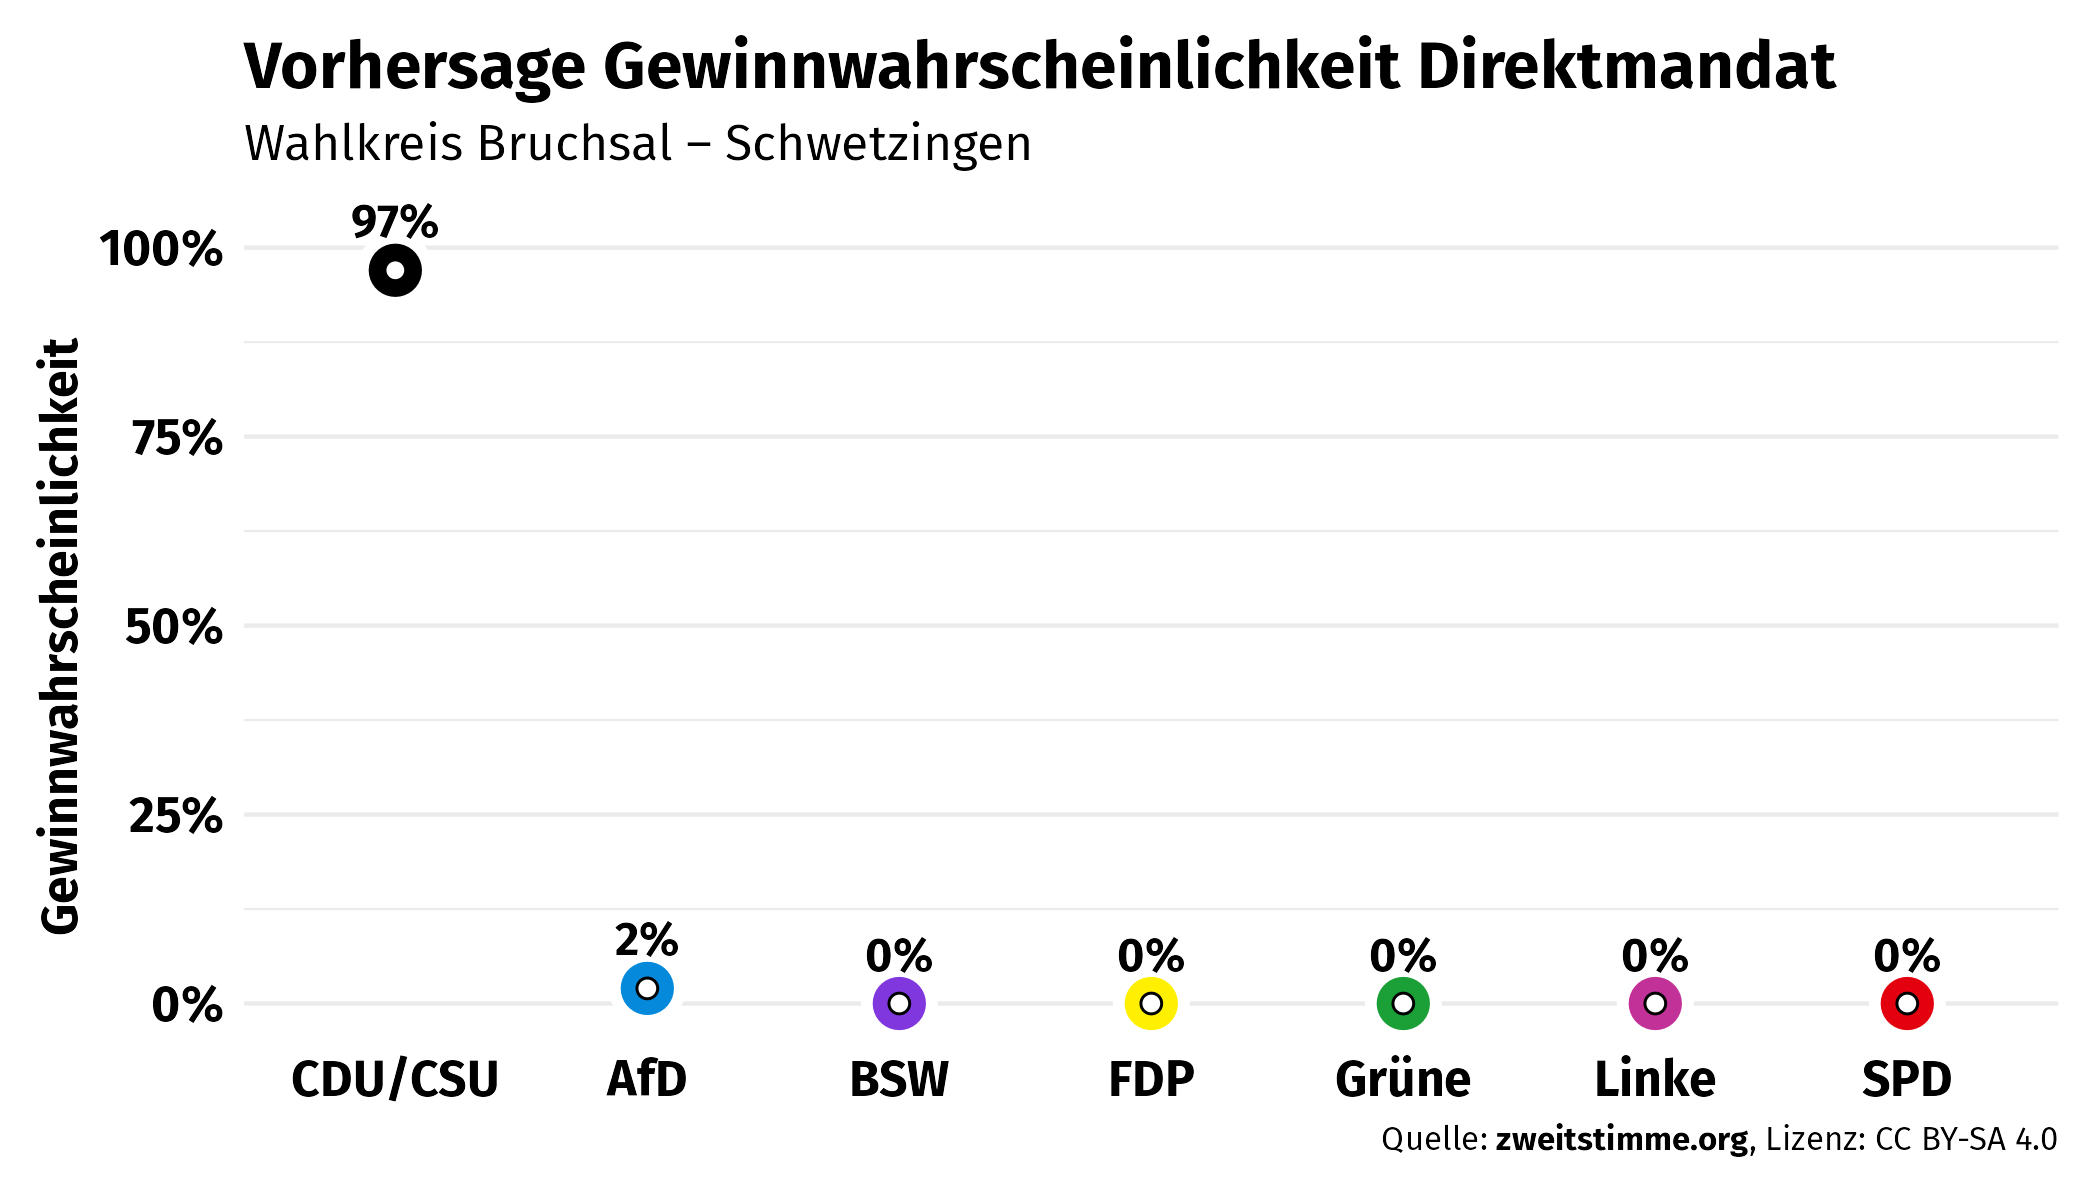 Vorhersage Gewinnwahrscheinlichkeit Direktmandat
Wahlkreis Bruchsal – Schwetzingen
97%
100%
75%
50%
25%
0%
Gewinnwahrscheinlichkeit
2%
0%
0%
0%
0%
0%
CDU/CSU
AfD
BSW
FDP
Grüne
Linke
SPD
Quelle: zweitstimme.org, Lizenz: CC BY-SA 4.0